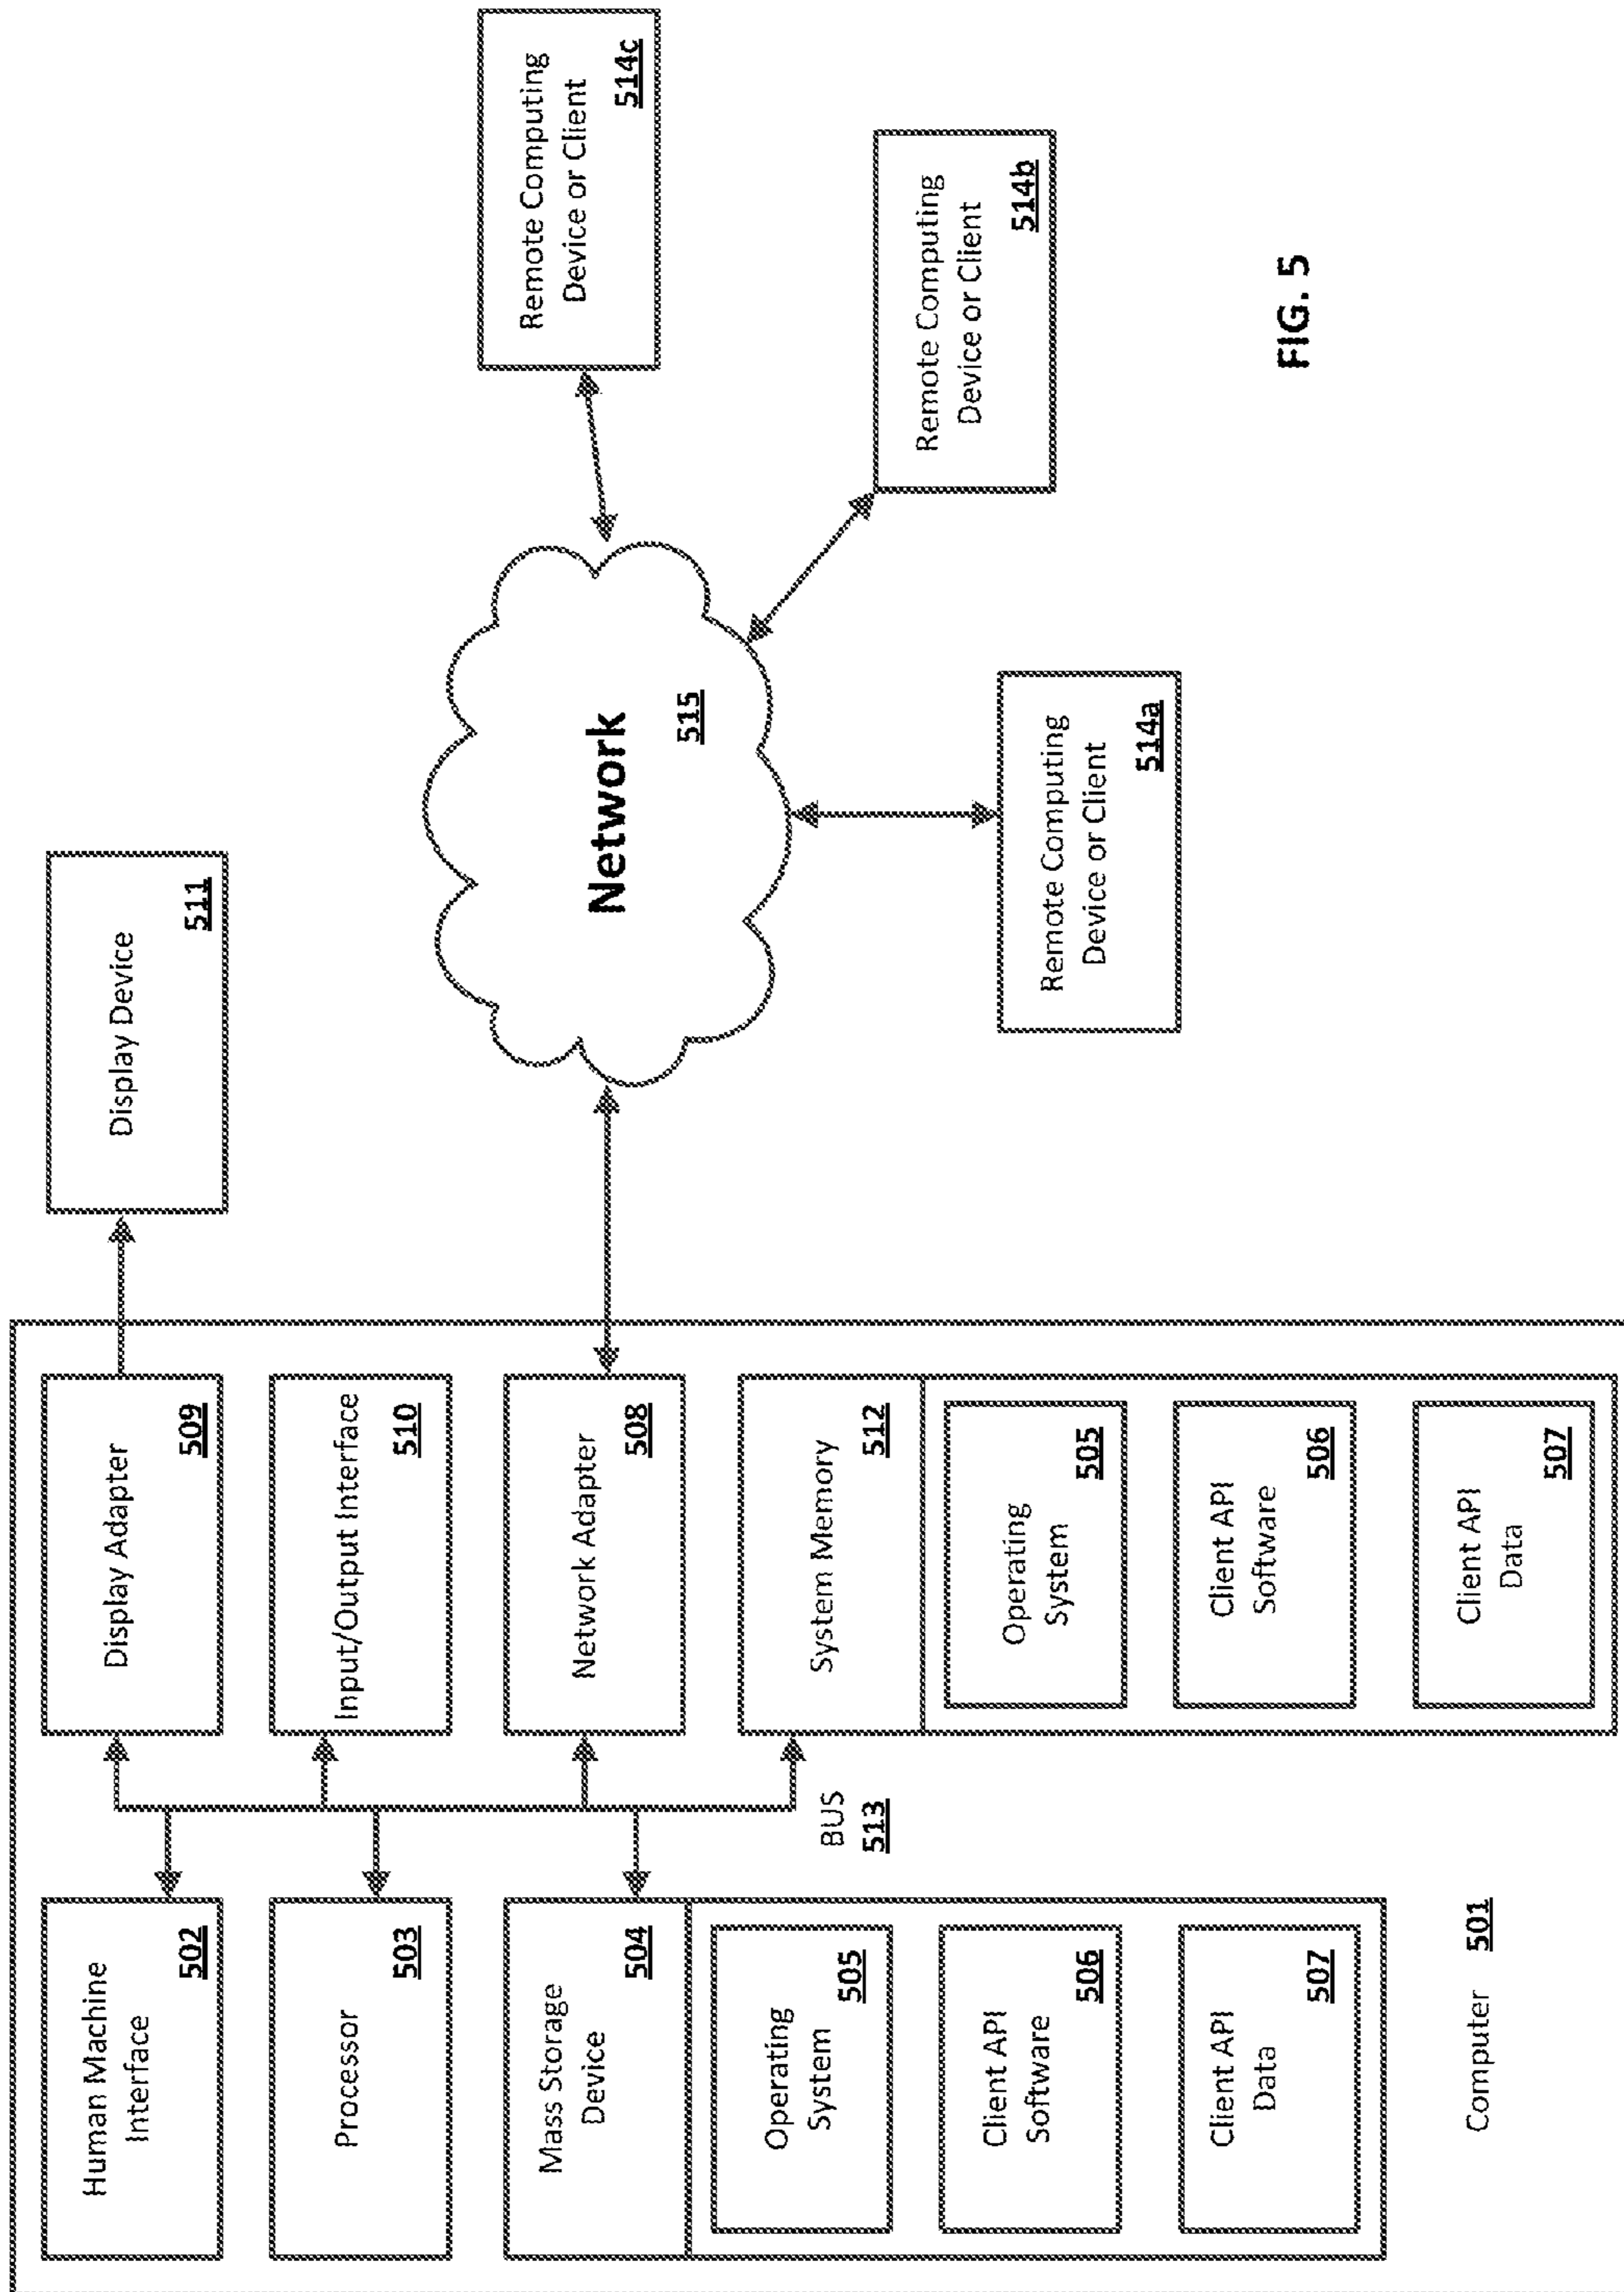 Human Machine
Interface
502
Processor
503
Mass Storage
Device
504
Operating
System
505
Client API
Software
506
Client API
Data
507
Computer 501
BUS
513
Display Adapter
509
Input/Output Interface
510
Network Adapter
508
System Memory
512
Operating
System
505
Client API
Software
506
Client API
Data
507
Display Device
511
Network
515
Remote Computing
Device or Client
514a
Remote Computing
Device or Client
514b
Remote Computing
Device or Client
514c
FIG. 5